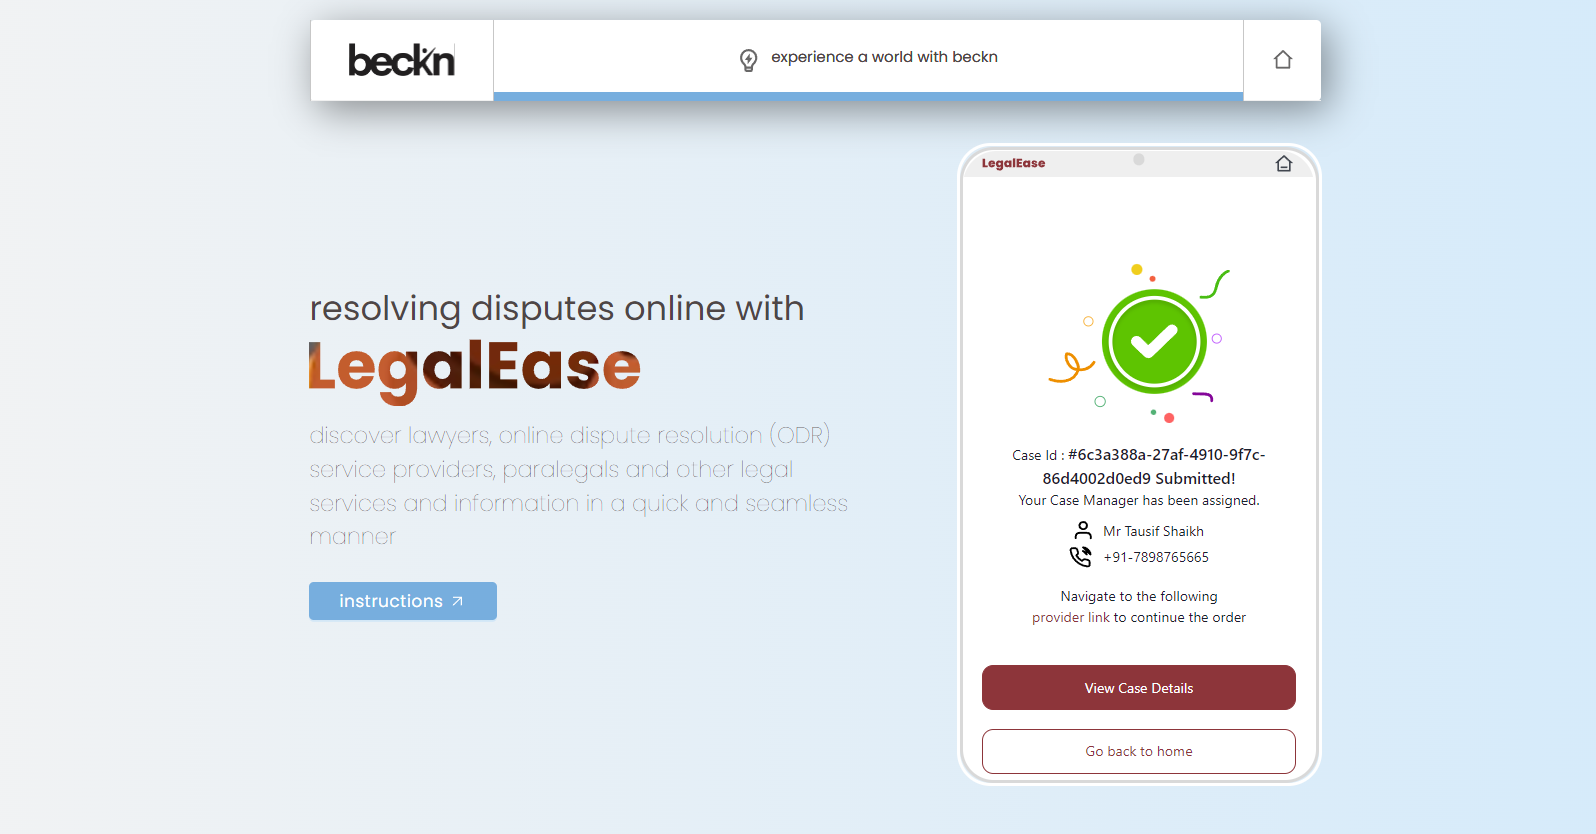 beckn
experience a world with beckn
resolving disputes online with
LegalEase
discover lawyers, online dispute resolution (ODR)
service providers, paralegals and other legal
services and information in a quick and seamless
manner
instructions
LegalEase
Case Id : #6c3a388a-27af-4910-9f7c-
86d4002d0ed9 Submitted!
Your Case Manager has been assigned.
Mr Tausif Shaikh
+91-7898765665
Navigate to the following
provider link to continue the order
View Case Details
Go back to home